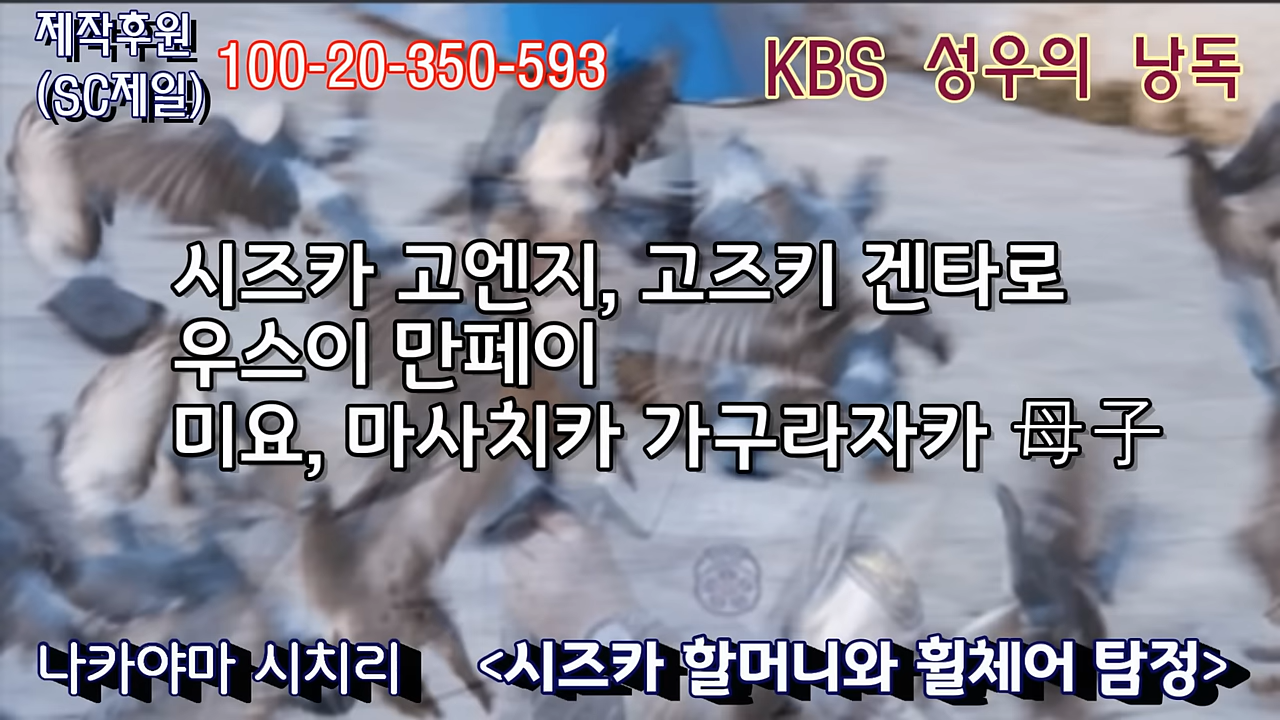 제작후원
(SC제일)
100-20-350-593
KBS 성우의 낭독
시즈카 고엔지, 고즈키 겐타로
우스이 만페이
미요, 마사치카 가구라자카 母子
나카야마 시치리 <시즈카 할머니와 휠체어 탐정>